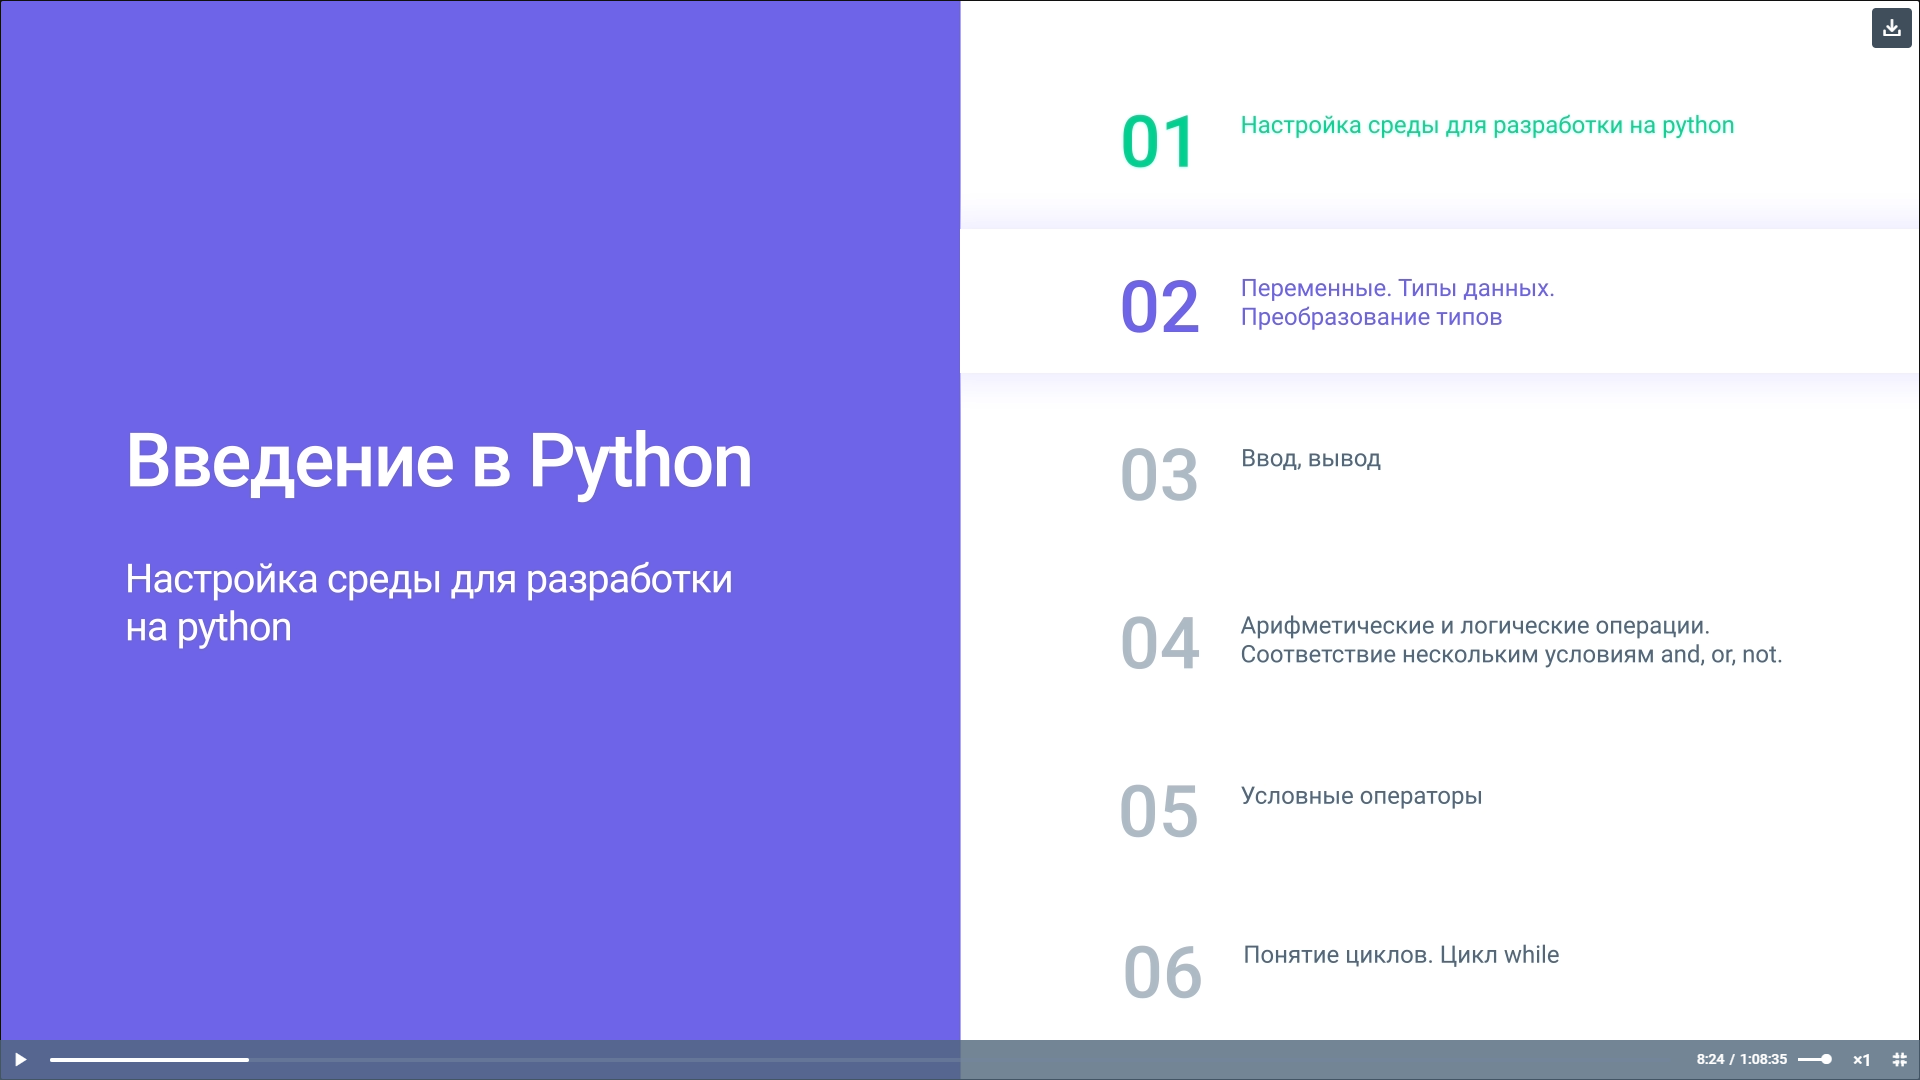 Введение в Python
Настройка среды для разработки
на python
01
Настройка среды для разработки на python
02
Переменные. Типы данных.
Преобразование типов
03
Ввод, вывод
04
Арифметические и логические операции.
Соответствие нескольким условиям and, or, not.
05
Условные операторы
06
Понятие циклов. Цикл while
8:24 / 1:08:35
×1